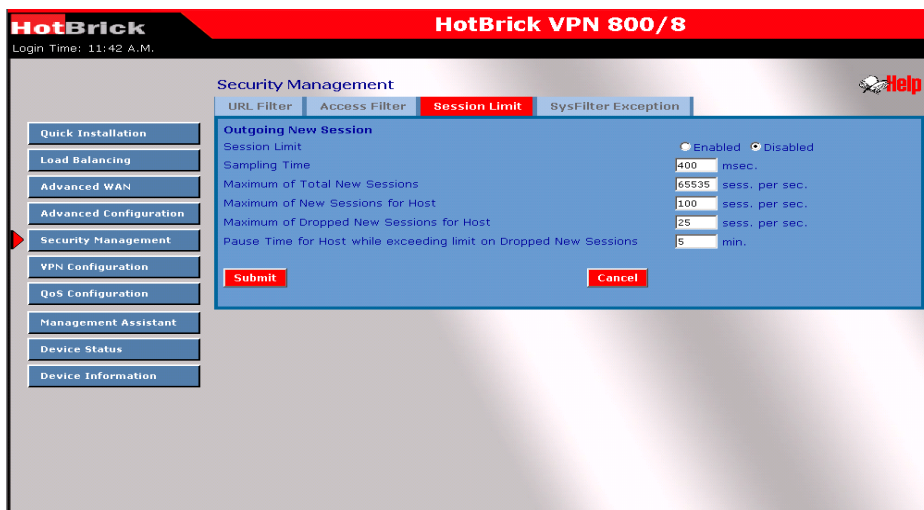 HotBrick
HotBrick VPN 800/8
Login Time: 11:42 A.M.
Security Management
Help
URL Filter Access Filter Session Limit SysFilter Exception
Quick Installation
Load Balancing
Advanced WAN
Advanced Configuration
Security Management
VPN Configuration
QoS Configuration
Management Assistant
Device Status
Device Information
Outgoing New Session
Session Limit Enabled Disabled
Sampling Time 400 msec.
Maximum of Total New Sessions 65535 sess. per sec.
Maximum of New Sessions for Host 100 sess. per sec.
Maximum of Dropped New Sessions for Host 25 sess. per sec.
Pause Time for Host while exceeding limit on Dropped New Sessions 5 min.
Submit Cancel